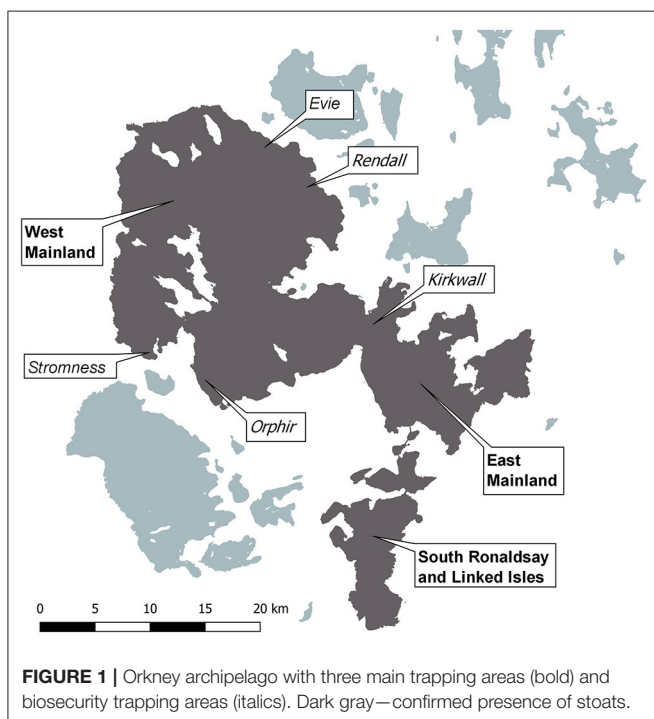 Evie
Rendall
West
Mainland
Kirkwall
Stromness
Orphir
East
Mainland
South Ronaldsay
and Linked Isles
0 5 10 15 20 km
FIGURE 1 | Orkney archipelago with three main trapping areas (bold) and
biosecurity trapping areas (italics). Dark gray—confirmed presence of stoats.